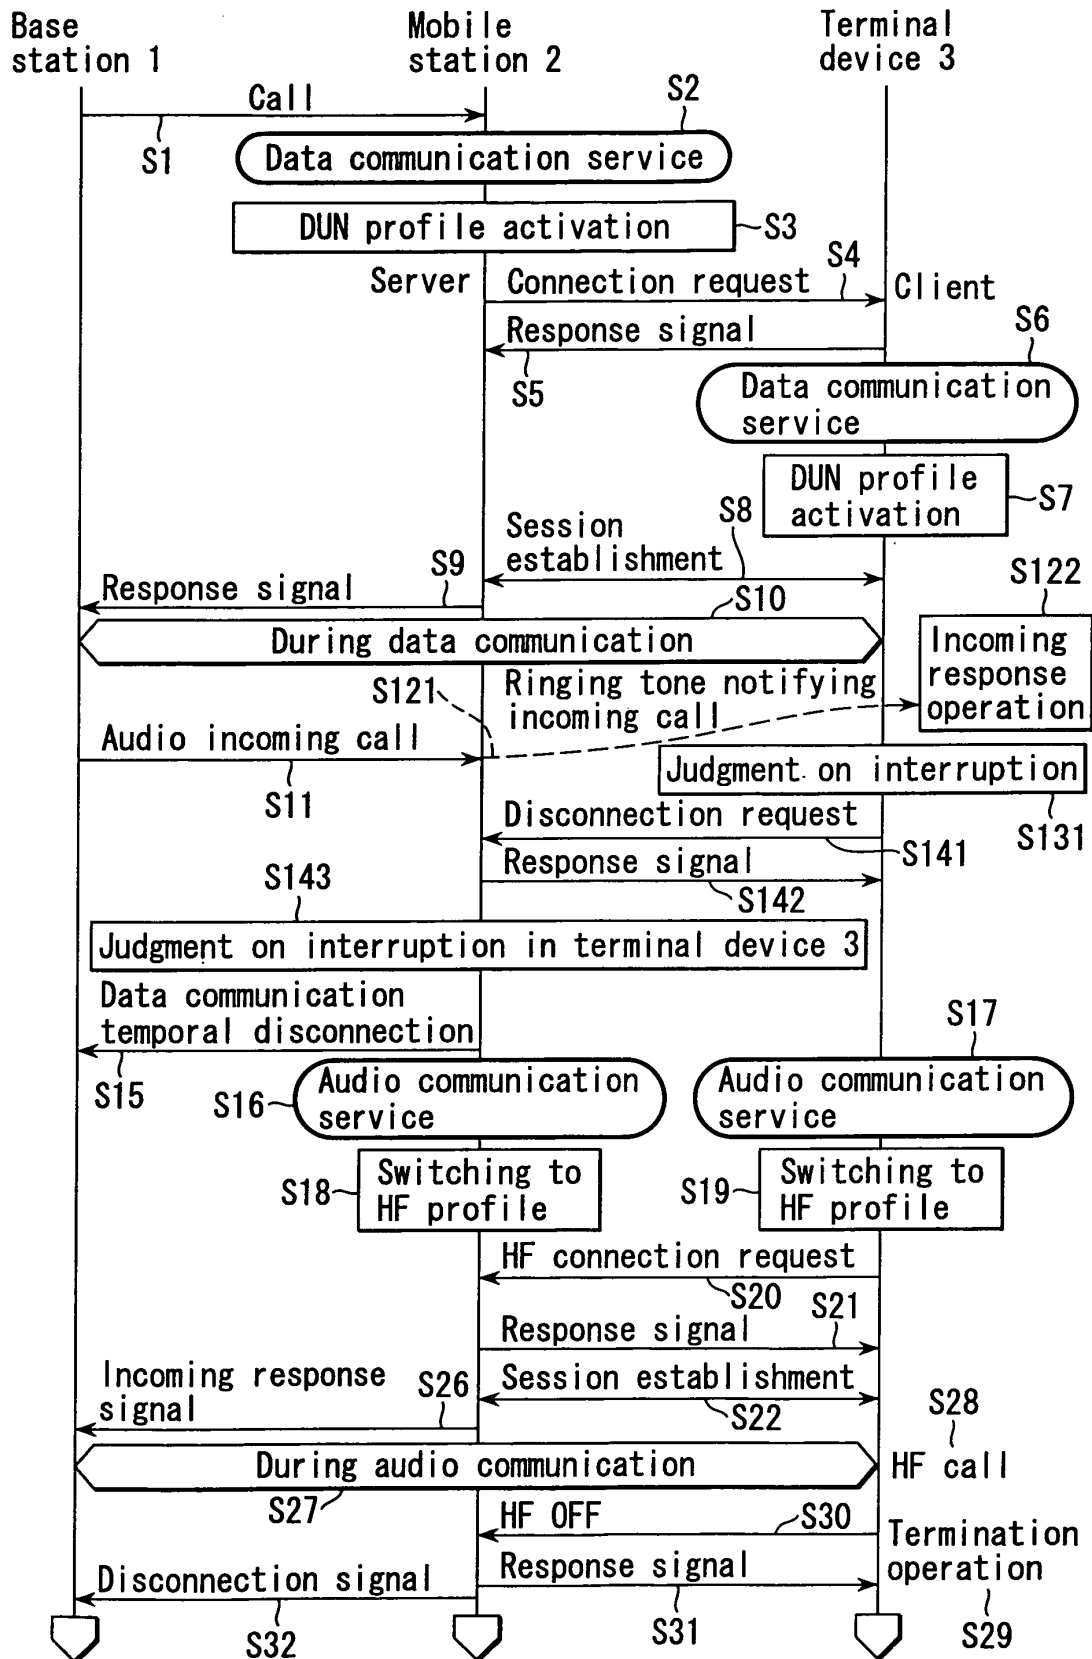 Base
station 1
Mobile
station 2
Terminal
device 3
Call
S1
S2
Data communication service
DUN profile activation
S3
Server
Connection request
S4
Client
Response signal
S5
S6
Data communication
service
DUN profile
activation
S7
Session
establishment
S8
Response signal
S9
S10
During data communication
S122
Incoming
response
operation
S121
Ringing tone notifying
incoming call
Audio incoming call
S11
Judgment on interruption
S131
Disconnection request
S141
Response signal
S142
S143
Judgment on interruption in terminal device 3
Data communication
temporal disconnection
S15
S16
Audio communication
service
S17
Audio communication
service
S18
Switching to
HF profile
S19
Switching to
HF profile
HF connection request
S20
S21
Response signal
Incoming response
signal
S26
Session establishment
S22
S28
During audio communication
HF call
S27
HF OFF
S30
Termination
operation
Disconnection signal
Response signal
S32
S31
S29